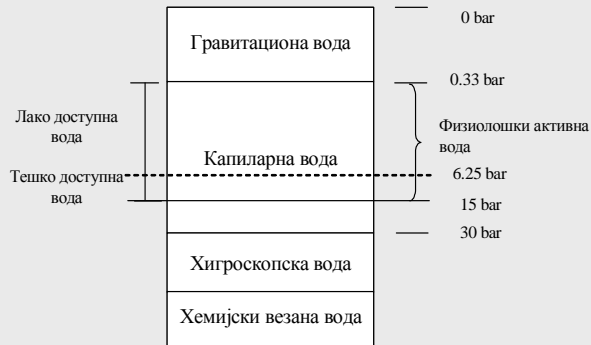 0 bar
Гравитациона вода
0.33 bar
Лако доступна
вода
Физиолошки активна
вода
Капиларна вода
Тешко доступна
вода
6.25 bar
15 bar
30 bar
Хигроскопска вода
Хемијски везана вода